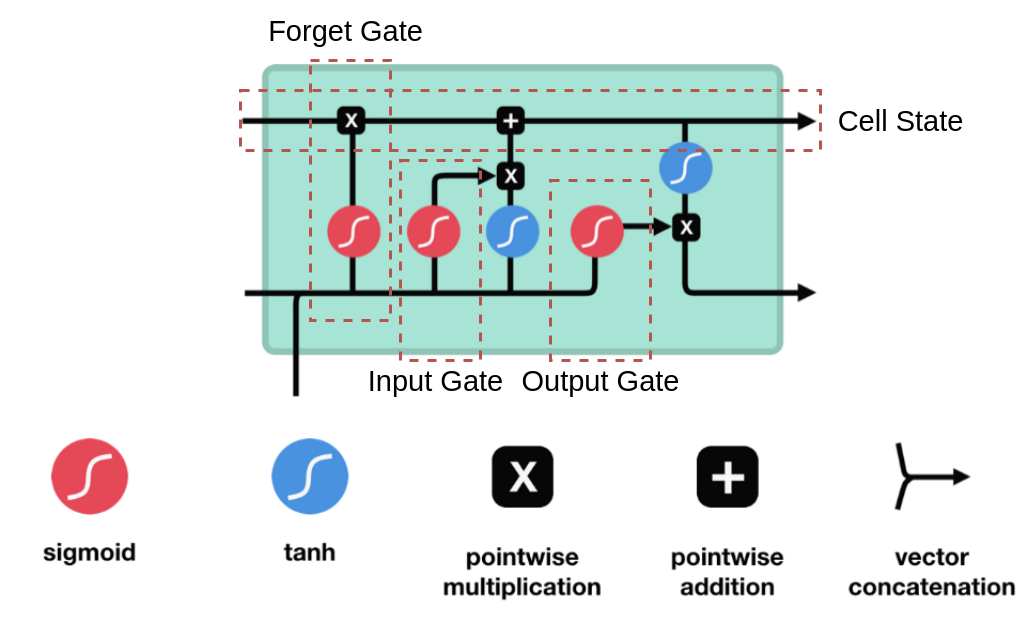 Forget Gate
X
+
Cell State
X
X
Input Gate Output Gate
X
+
sigmoid
tanh
pointwise
multiplication
pointwise
addition
vector
concatenation